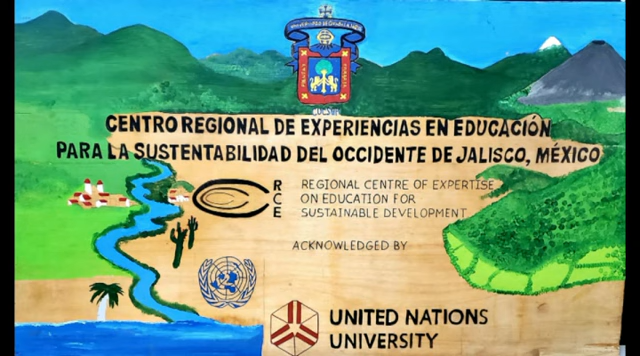 CENTRO REGIONAL DE EXPERIENCIAS EN EDUCACIÓN
PARA LA SUSTENTABILIDAD DEL OCCIDENTE DE JALISCO, MÉXICO
RCE
REGIONAL CENTRE OF EXPERTISE
ON EDUCATION FOR
SUSTAINABLE DEVELOPMENT
ACKNOWLEDGED BY
UNITED NATIONS
UNIVERSITY